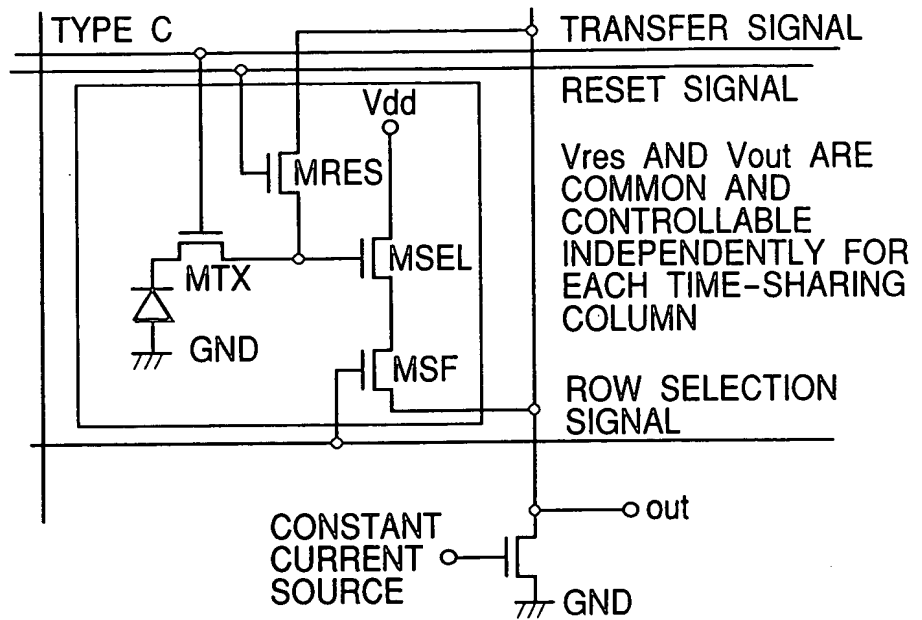 TYPE C
TRANSFER SIGNAL
RESET SIGNAL
Vdd
MRES
Vres AND Vout ARE
COMMON AND
CONTROLLABLE
INDEPENDENTLY FOR
EACH TIME-SHARING
COLUMN
MSEL
MTX
GND
MSF
ROW SELECTION
SIGNAL
out
CONSTANT
CURRENT
SOURCE
GND